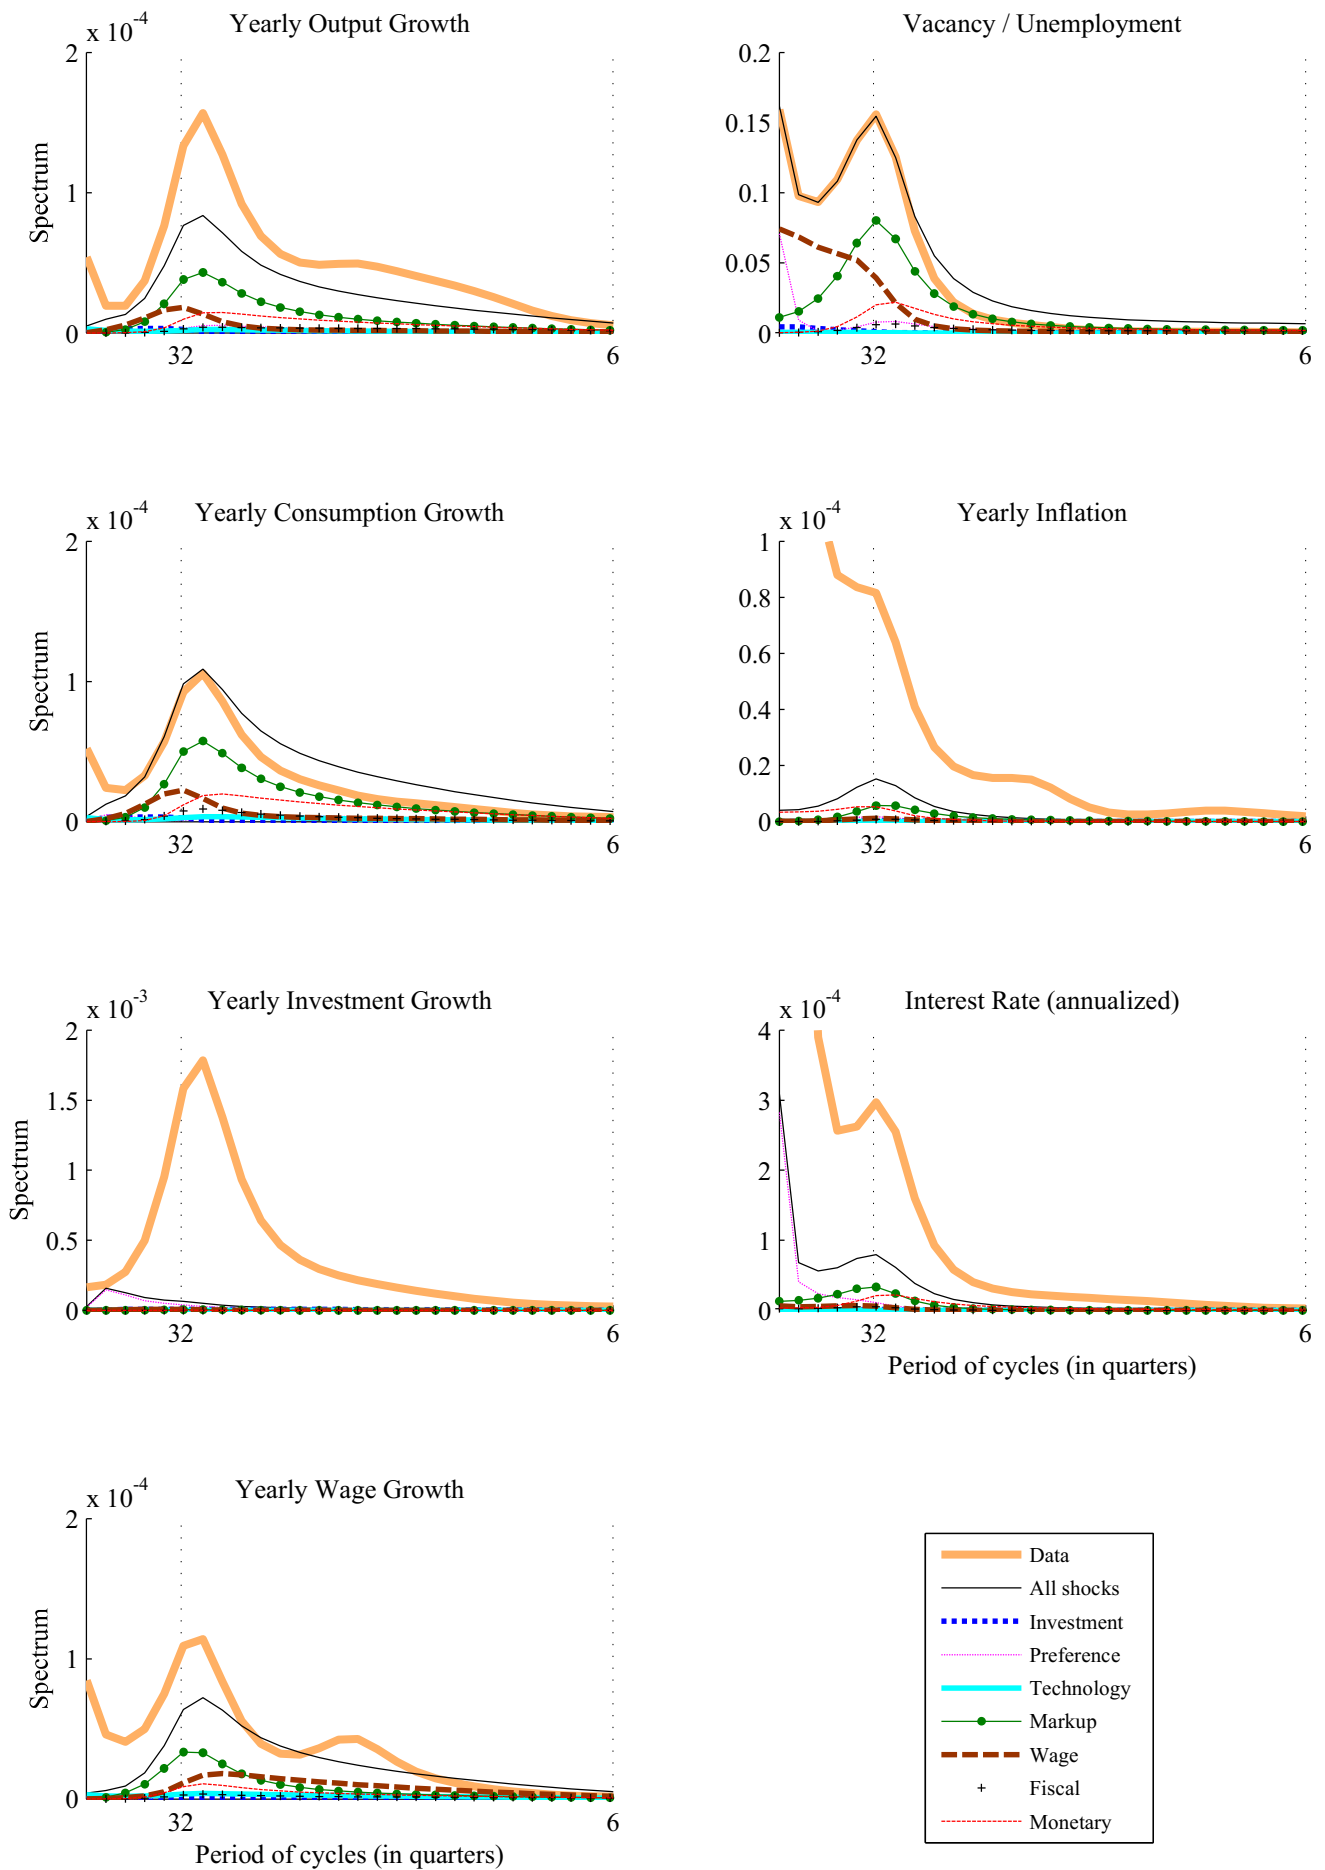 Yearly Output Growth
x 10^-4
2
1
0
Spectrum
32
6
Vacancy / Unemployment
0.2
0.15
0.1
0.05
0
32
6
Yearly Consumption Growth
x 10^-4
2
1
0
Spectrum
32
6
Yearly Inflation
x 10^-4
1
0.8
0.6
0.4
0.2
0
32
6
Yearly Investment Growth
x 10^-3
2
1.5
1
0.5
0
Spectrum
32
6
Interest Rate (annualized)
x 10^-4
4
3
2
1
0
32
6
Period of cycles (in quarters)
Yearly Wage Growth
x 10^-4
2
1
0
Spectrum
32
6
Period of cycles (in quarters)
Data
All shocks
Investment
Preference
Technology
Markup
Wage
Fiscal
Monetary